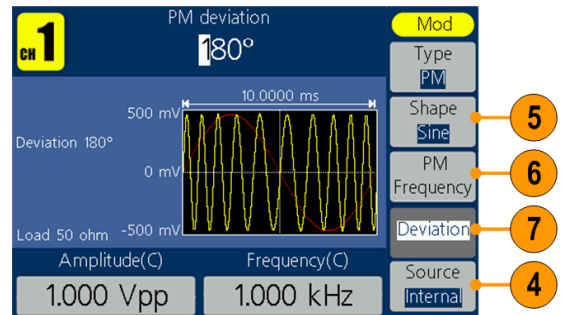 CH 1
PM deviation
180°
Mod
Type
PM
Shape
Sine
5
PM
Frequency
6
Deviation
7
Source
Internal
4
10.0000 ms
500 mV
Deviation 180°
0 mV
Load 50 ohm
-500 mV
Amplitude(C)
Frequency(C)
1.000 Vpp
1.000 kHz